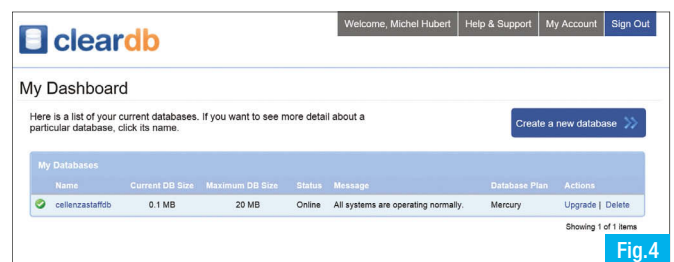 Welcome, Michel Hubert Help & Support My Account Sign Out
cleardb
My Dashboard
Here is a list of your current databases. If you want to see more detail about a
particular database, click its name.
Create a new database
My Databases
Name Current DB Size Maximum DB Size Status Message Database Plan Actions
cellenzastaffdb 0.1 MB 20 MB Online All systems are operating normally. Mercury Upgrade | Delete
Showing 1 of 1 items
Fig.4